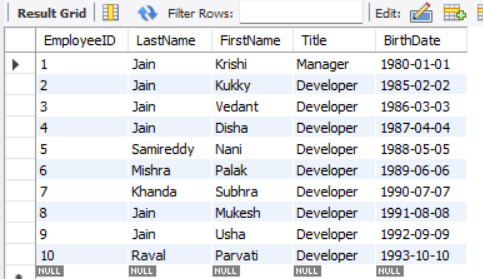 Result Grid Filter Rows: Edit:
EmployeeID LastName FirstName Title BirthDate
1 Jain Krishi Manager 1980-01-01
2 Jain Kukky Developer 1985-02-02
3 Jain Vedant Developer 1986-03-03
4 Jain Disha Developer 1987-04-04
5 Samireddy Nani Developer 1988-05-05
6 Mishra Palak Developer 1989-06-06
7 Khanda Subhra Developer 1990-07-07
8 Jain Mukesh Developer 1991-08-08
9 Jain Usha Developer 1992-09-09
10 Raval Parvati Developer 1993-10-10
NULL NULL NULL NULL NULL